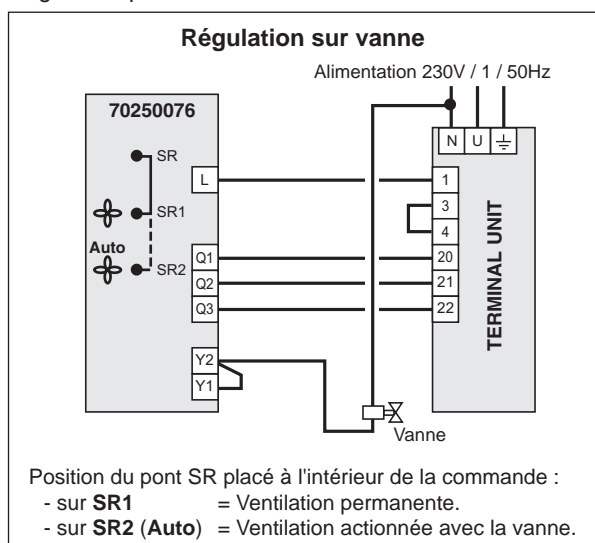 Régulation sur vanne
Alimentation 230V / 1 / 50Hz
70250076
N U
SR
L
1
3
SR1
4
Auto
SR2
Q1
20
Q2
21
Q3
22
TERMINAL UNIT
Y2
Y1
Vanne
Position du pont SR placé à l'intérieur de la commande :
- sur SR1 = Ventilation permanente.
- sur SR2 (Auto) = Ventilation actionnée avec la vanne.